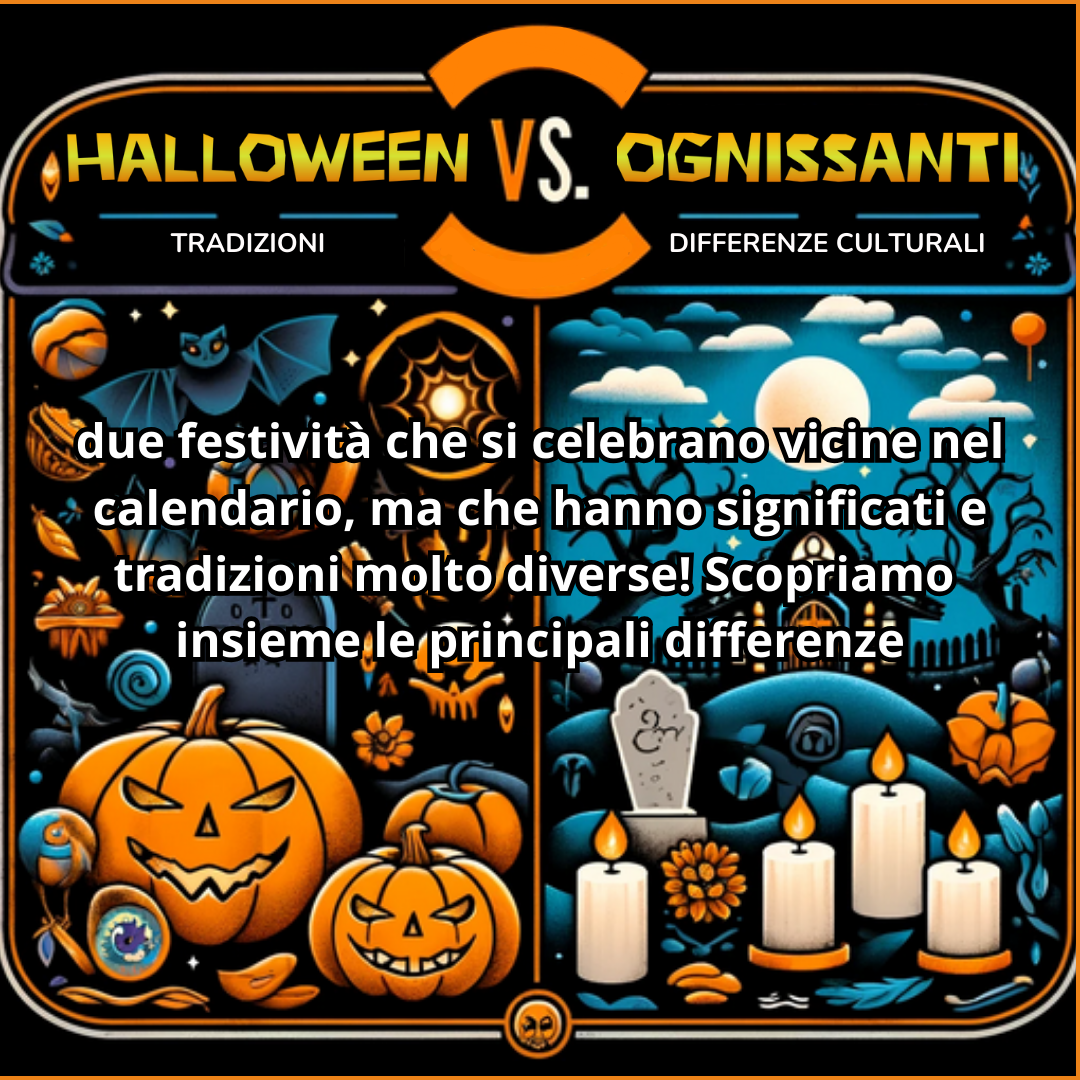 HALLOWEEN VS. OGNISSANTI
TRADIZIONI
DIFFERENZE CULTURALI
due festività che si celebrano vicine nel
calendario, ma che hanno significati e
tradizioni molto diverse! Scopriamo
insieme le principali differenze